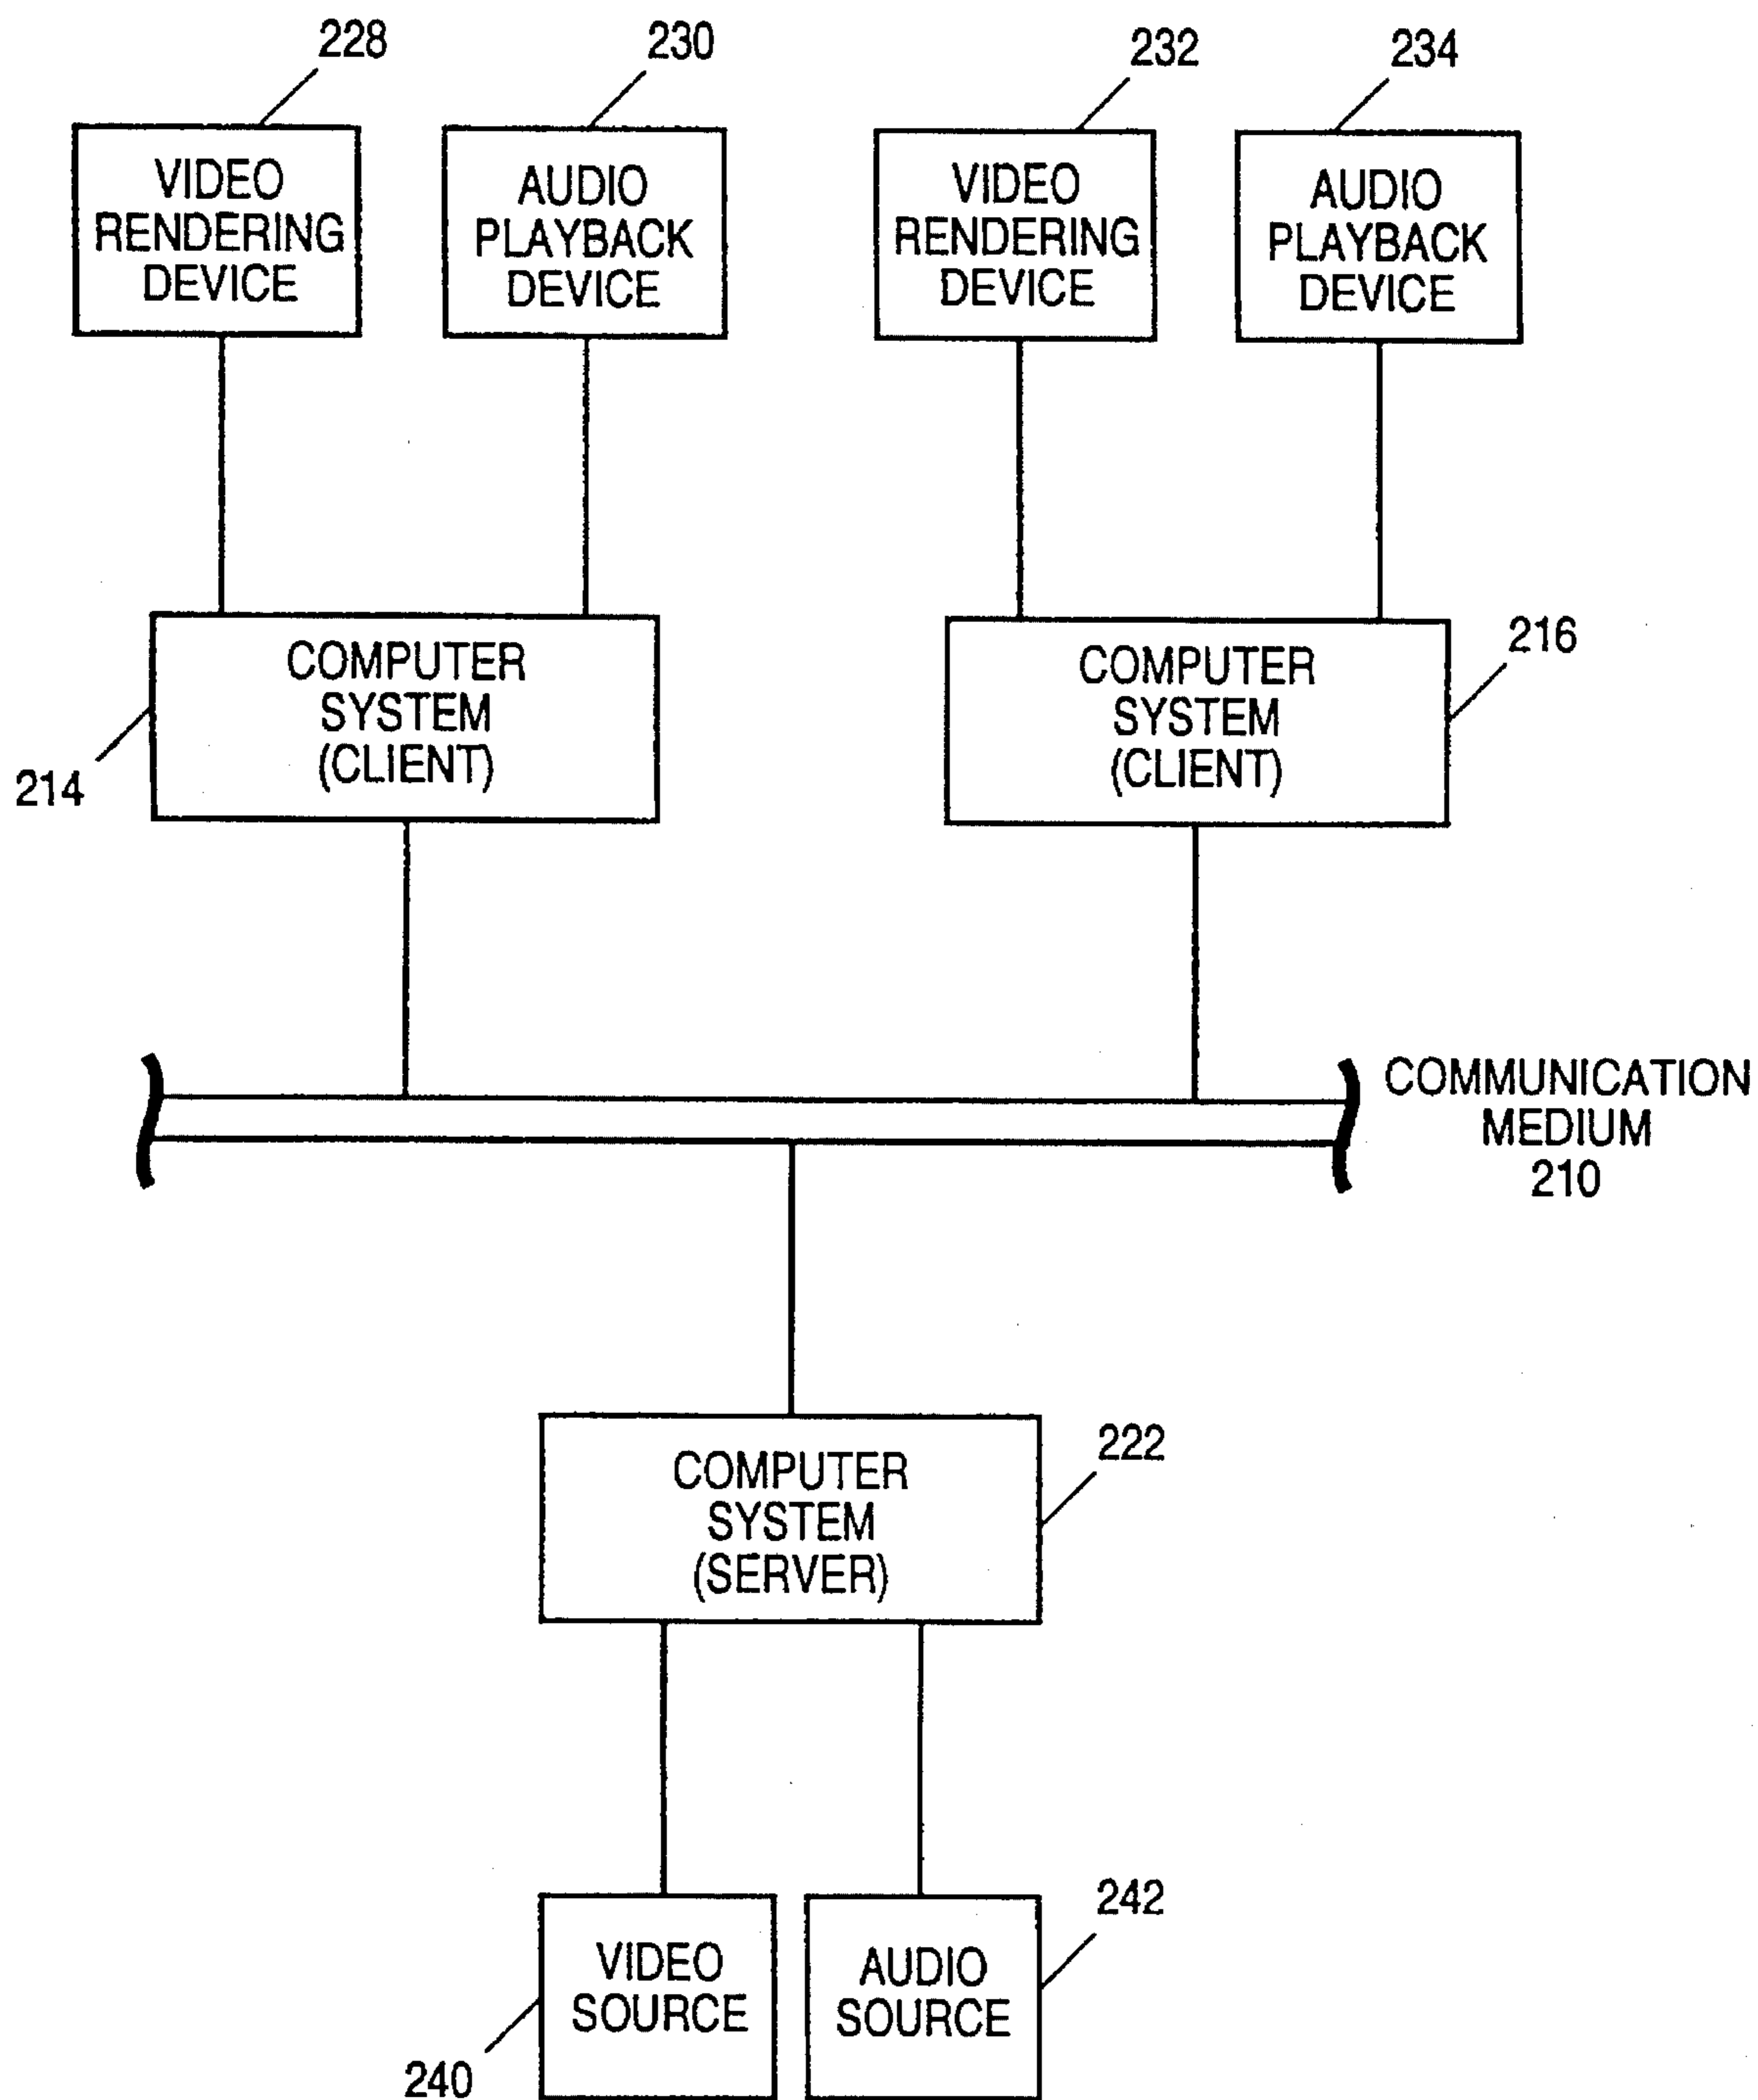 228
230
232
234
VIDEO
RENDERING
DEVICE
AUDIO
PLAYBACK
DEVICE
VIDEO
RENDERING
DEVICE
AUDIO
PLAYBACK
DEVICE
COMPUTER
SYSTEM
(CLIENT)
214
COMPUTER
SYSTEM
(CLIENT)
216
COMMUNICATION
MEDIUM
210
COMPUTER
SYSTEM
(SERVER)
222
VIDEO
SOURCE
240
AUDIO
SOURCE
242